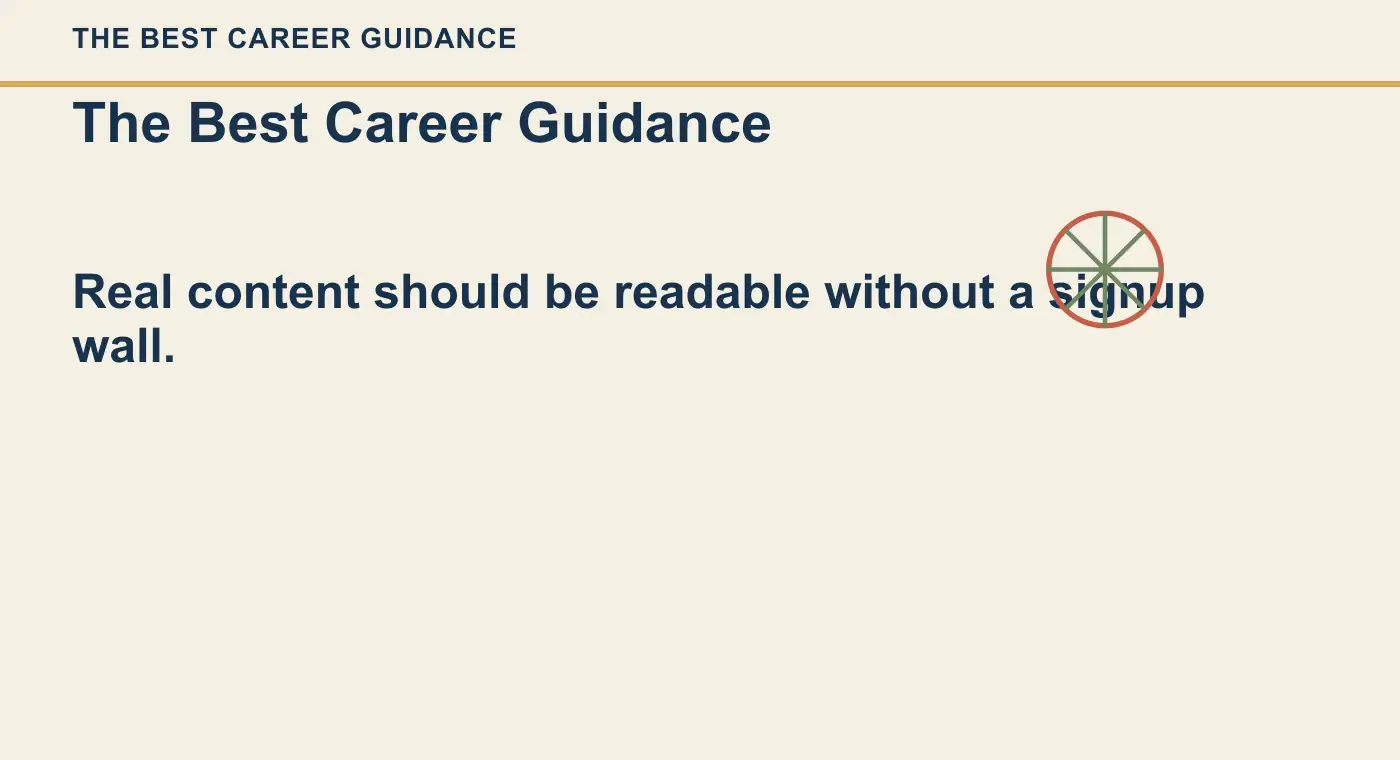 THE BEST CAREER GUIDANCE
The Best Career Guidance
Real content should be readable without a signup
wall.